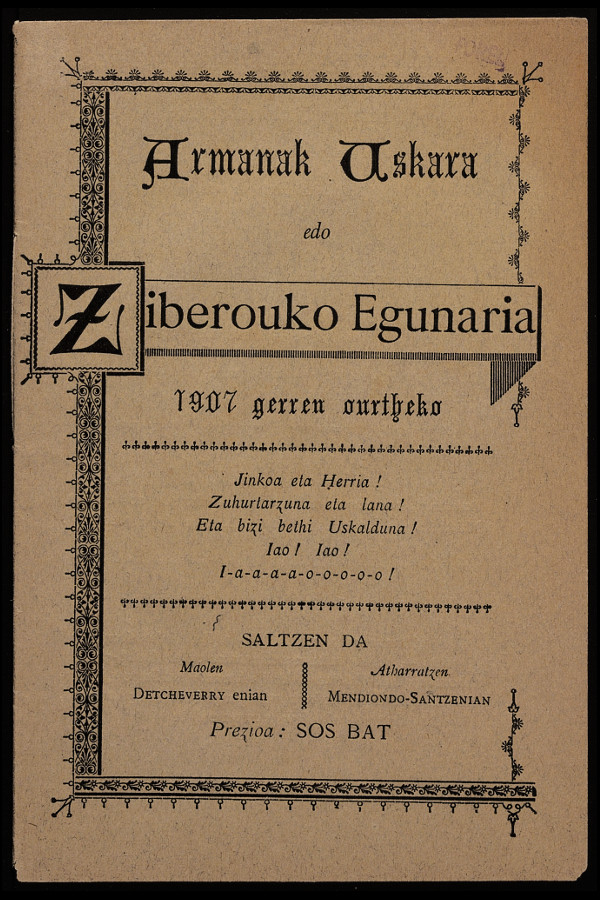 Armanak Uskara
edo
Ziberouko Egunaria
1907 gerren ourtheko
Jinkoa eta Herria !
Zuhurtarzuna eta lana !
Eta bizi bethi Uskalduna !
Iao ! Iao !
I-a-a-a-a-o-o-o-o-o !
SALTZEN DA
Maolen
DETCHEVERRY enian
Atharratzen
MENDIONDO-SANTZENIAN
Prezioa : SOS BAT